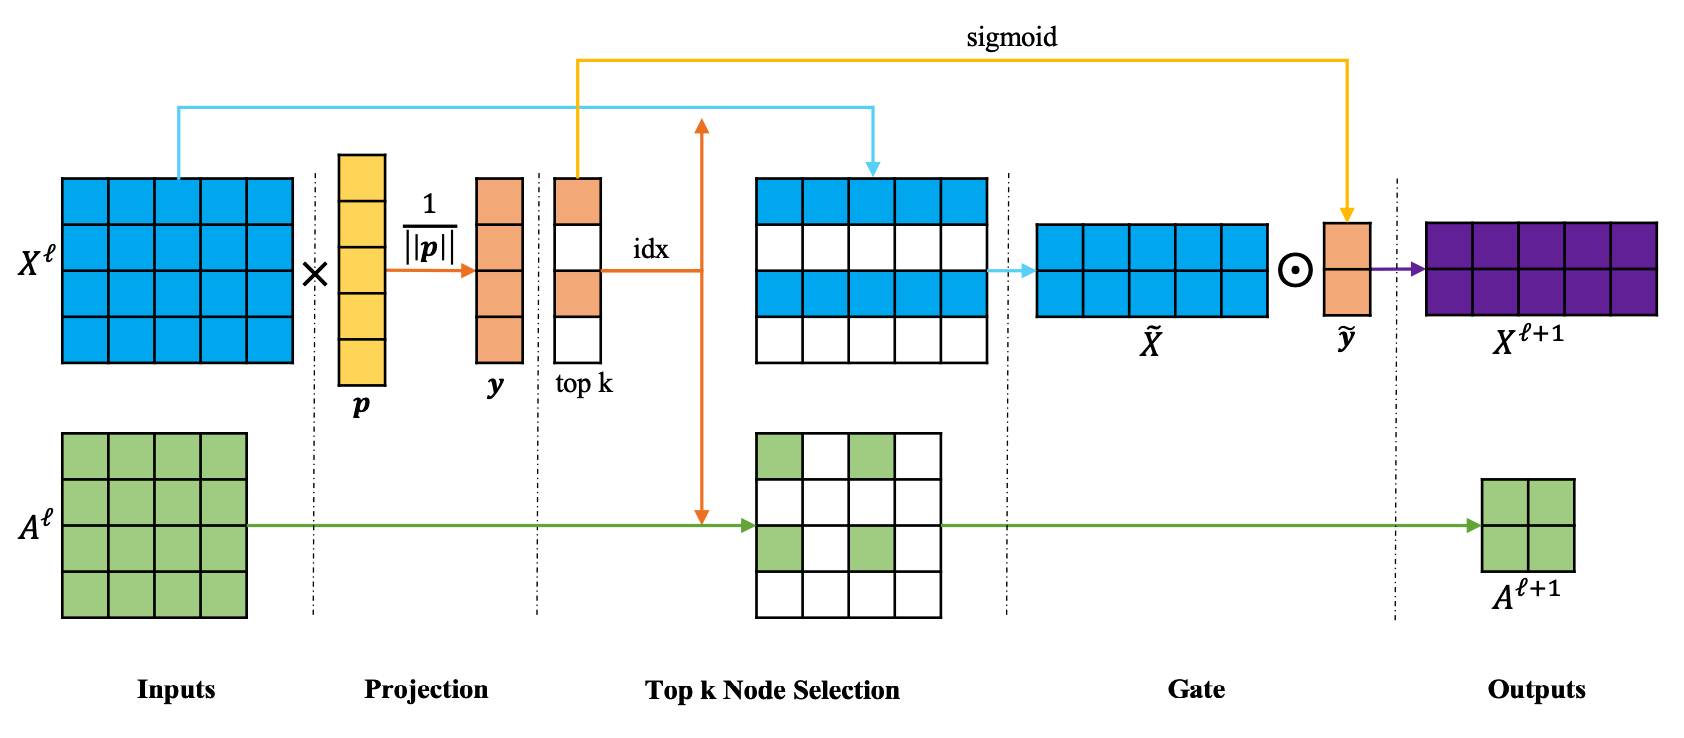 sigmoid
X^ℓ
×
1
||p||
p
y
top k
idx
X̃
⊙
ỹ
X^ℓ+1
A^ℓ
A^ℓ+1
Inputs
Projection
Top k Node Selection
Gate
Outputs